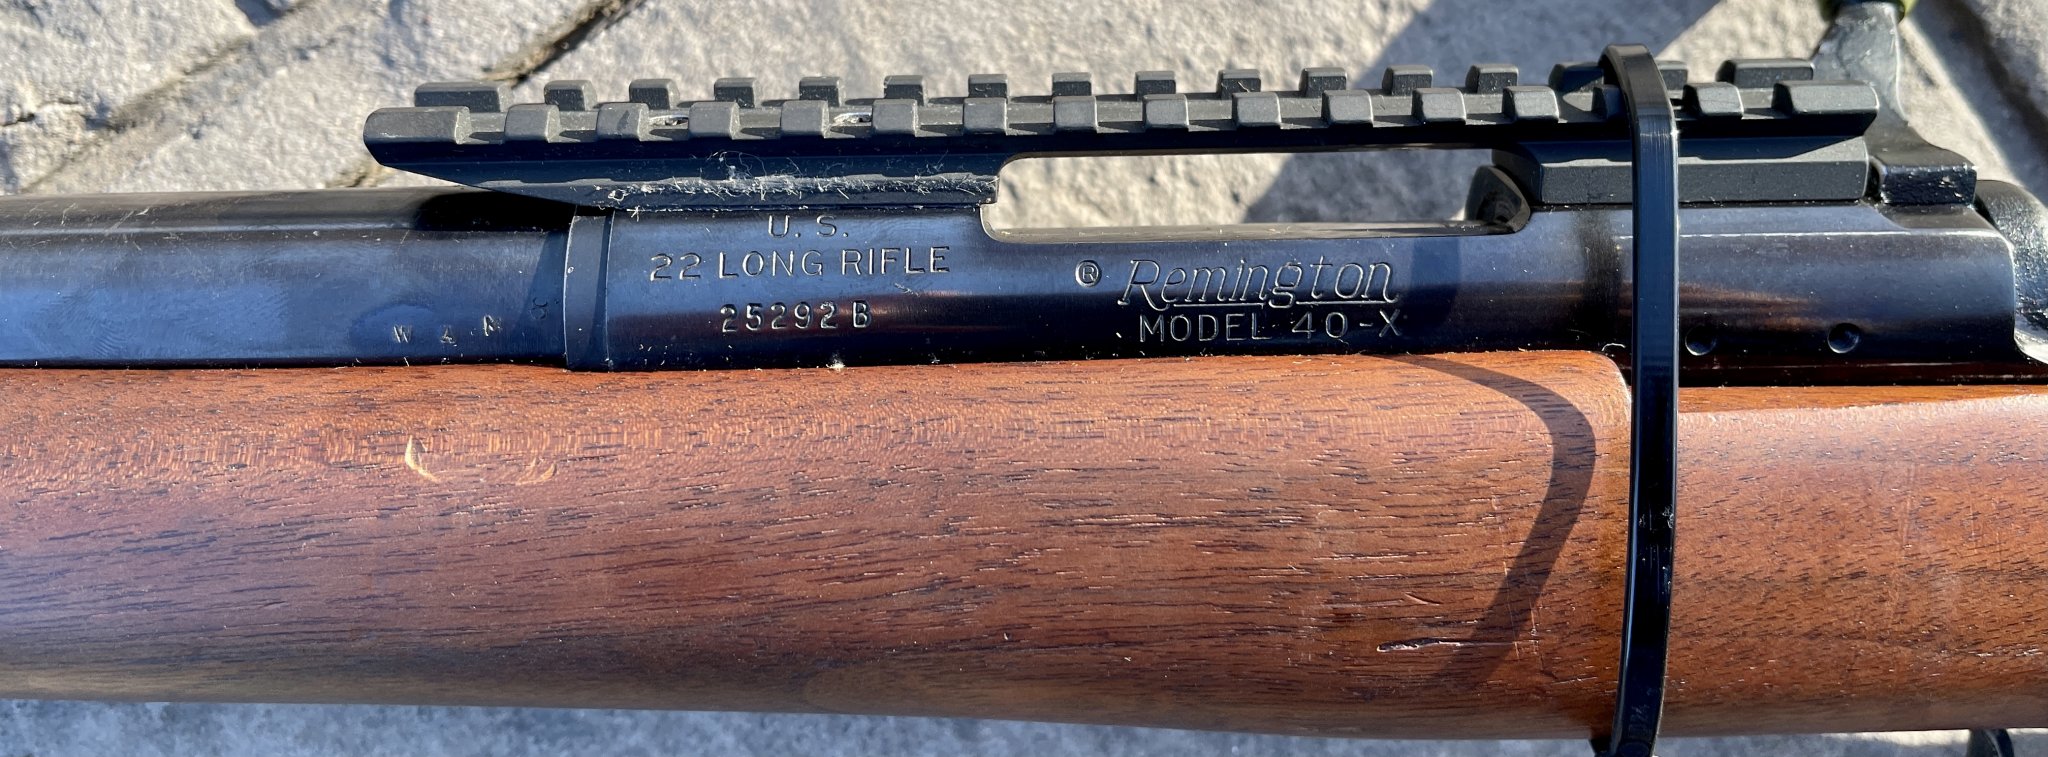 U. S.
22 LONG RIFLE
25292 B
® Remington
MODEL 40-X